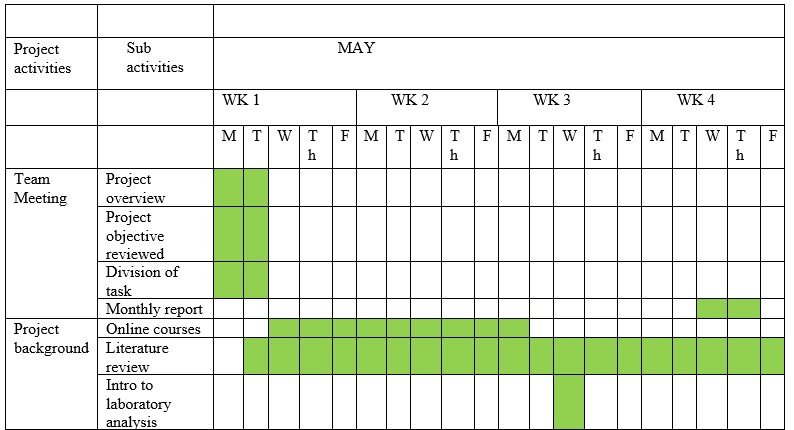 Project Sub MAY
activities activities
WK 1 WK 2 WK 3 WK 4
M T W Th F M T W Th F M T W Th F M T W Th F
Team Project
Meeting overview
Project
objective
reviewed
Division of
task
Monthly report
Project Online courses
background Literature
review
Intro to
laboratory
analysis